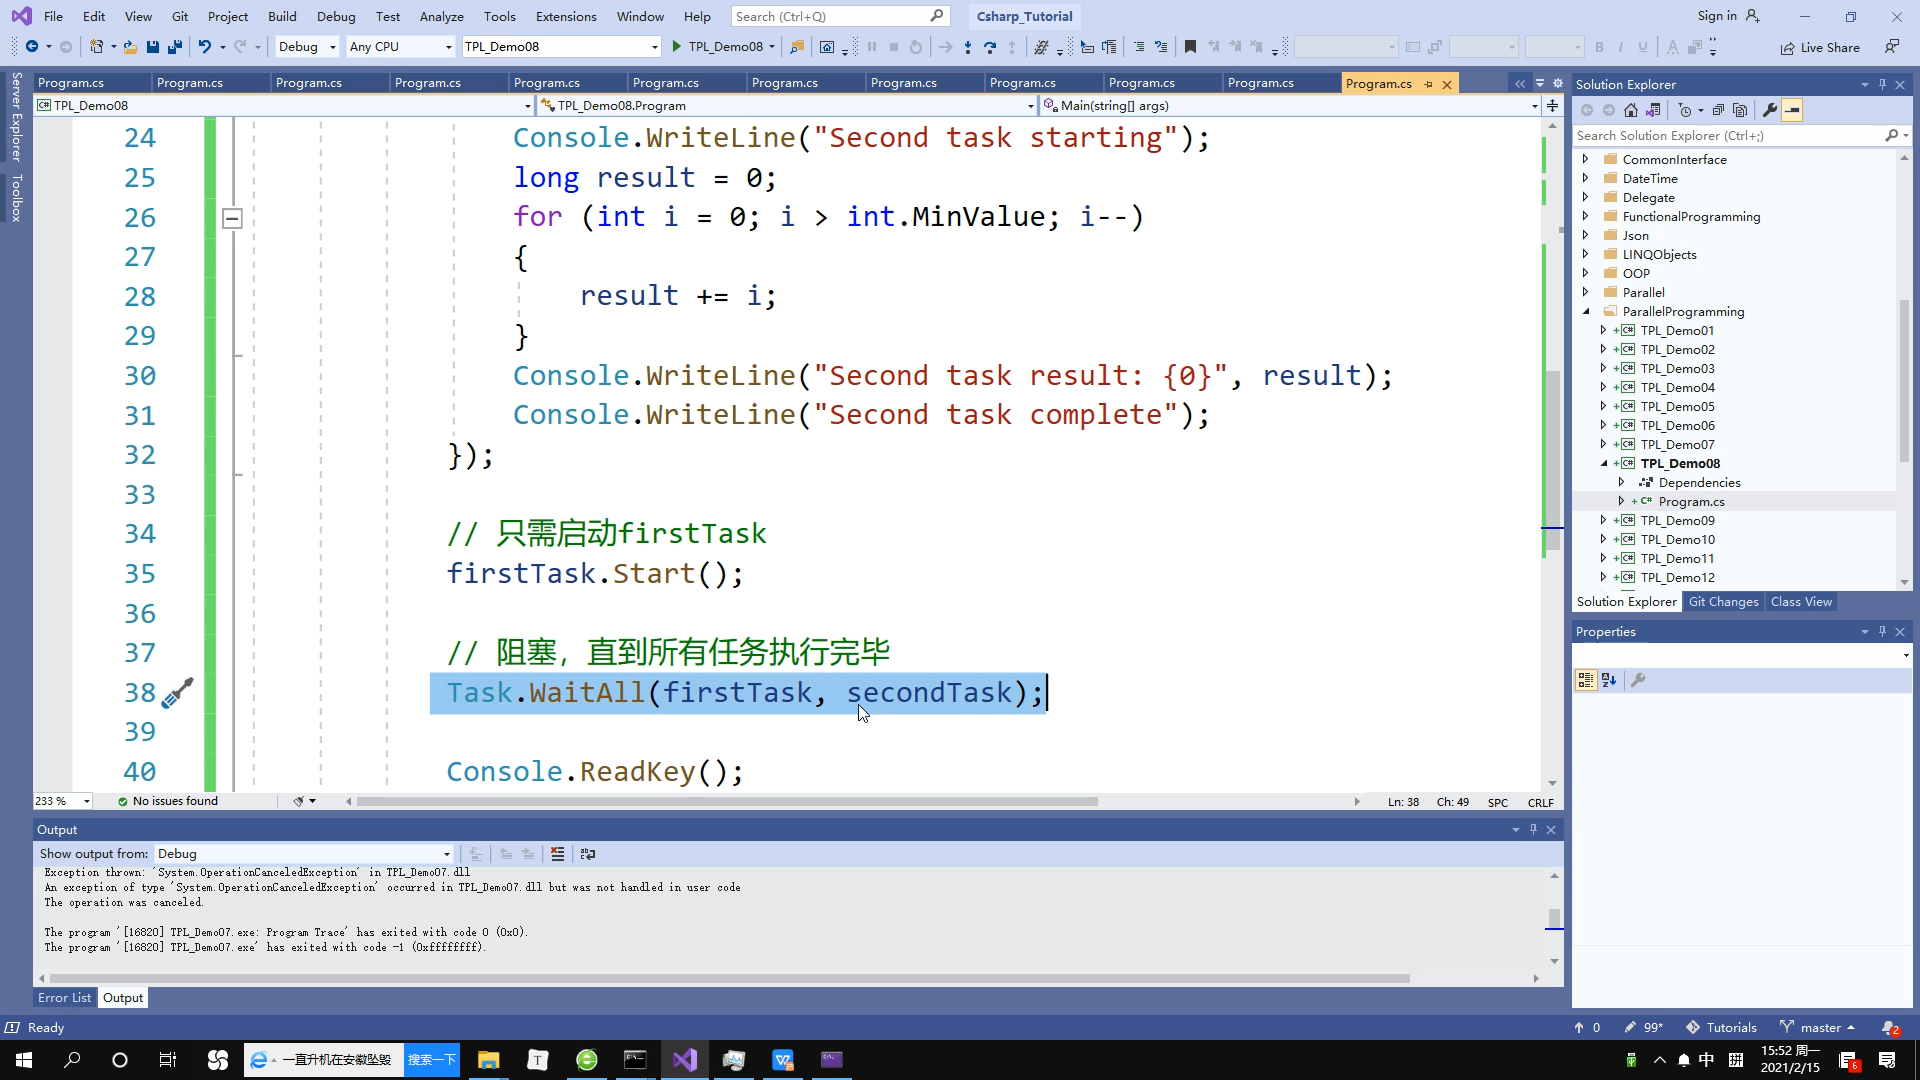 File Edit View Git Project Build Debug Test Analyze Tools Extensions Window Help Search (Ctrl+Q) Csharp_Tutorial Sign in
Debug Any CPU TPL_Demo08 TPL_Demo08 Live Share
Server Explorer
Toolbox
Program.cs Program.cs Program.cs Program.cs Program.cs Program.cs Program.cs Program.cs Program.cs Program.cs Program.cs Program.cs
TPL_Demo08 TPL_Demo08.Program Main(string[] args)
24 Console.WriteLine("Second task starting");
25 long result = 0;
26 for (int i = 0; i > int.MinValue; i--)
27 {
28 result += i;
29 }
30 Console.WriteLine("Second task result: {0}", result);
31 Console.WriteLine("Second task complete");
32 });
33
34 // 只需启动firstTask
35 firstTask.Start();
36
37 // 阻塞，直到所有任务执行完毕
38 Task.WaitAll(firstTask, secondTask);
39
40 Console.ReadKey();
233 % No issues found Ln: 38 Ch: 49 SPC CRLF
Output
Show output from: Debug
Exception thrown: 'System.OperationCanceledException' in TPL_Demo07.dll
An exception of type 'System.OperationCanceledException' occurred in TPL_Demo07.dll but was not handled in user code
The operation was canceled.
The program '[16820] TPL_Demo07.exe: Program Trace' has exited with code 0 (0x0).
The program '[16820] TPL_Demo07.exe' has exited with code -1 (0xffffffff).
Error List Output
Solution Explorer
Search Solution Explorer (Ctrl+;)
CommonInterface
DateTime
Delegate
FunctionalProgramming
Json
LINQObjects
OOP
Parallel
ParallelProgramming
TPL_Demo01
TPL_Demo02
TPL_Demo03
TPL_Demo04
TPL_Demo05
TPL_Demo06
TPL_Demo07
TPL_Demo08
Dependencies
Program.cs
TPL_Demo09
TPL_Demo10
TPL_Demo11
TPL_Demo12
Solution Explorer Git Changes Class View
Properties
Ready 0 99* Tutorials master 2
一直升机在安徽坠毁 搜索一下 中 15:52 周一 6
2021/2/15